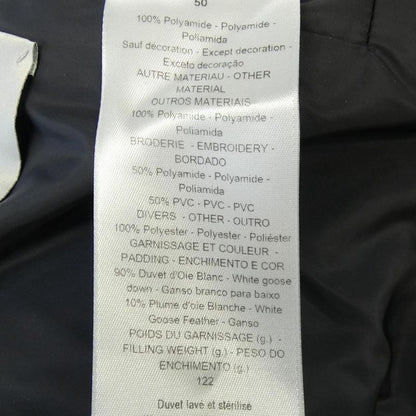 50
100% Polyamide - Polyamide -
Poliamida
Sauf décoration - Except decoration -
Exceto decoração
AUTRE MATERIAU - OTHER
MATERIAL
OUTROS MATERIAIS
100% Polyamide - Polyamide -
Poliamida
BRODERIE - EMBROIDERY -
BORDADO
50% Polyamide - Polyamide -
Poliamida
50% PVC - PVC - PVC
DIVERS - OTHER - OUTRO
100% Polyester - Polyester - Poliéster
GARNISSAGE ET COULEUR -
PADDING - ENCHIMENTO E COR
90% Duvet d'Oie Blanc - White goose
down - Ganso branco para baixo
10% Plume d'oie Blanche - White
Goose Feather - Ganso
POIDS DU GARNISSAGE (g.) -
FILLING WEIGHT (g.) - PESO DO
ENCHIMENTO (g.)
122
Duvet lavé et stérilisé